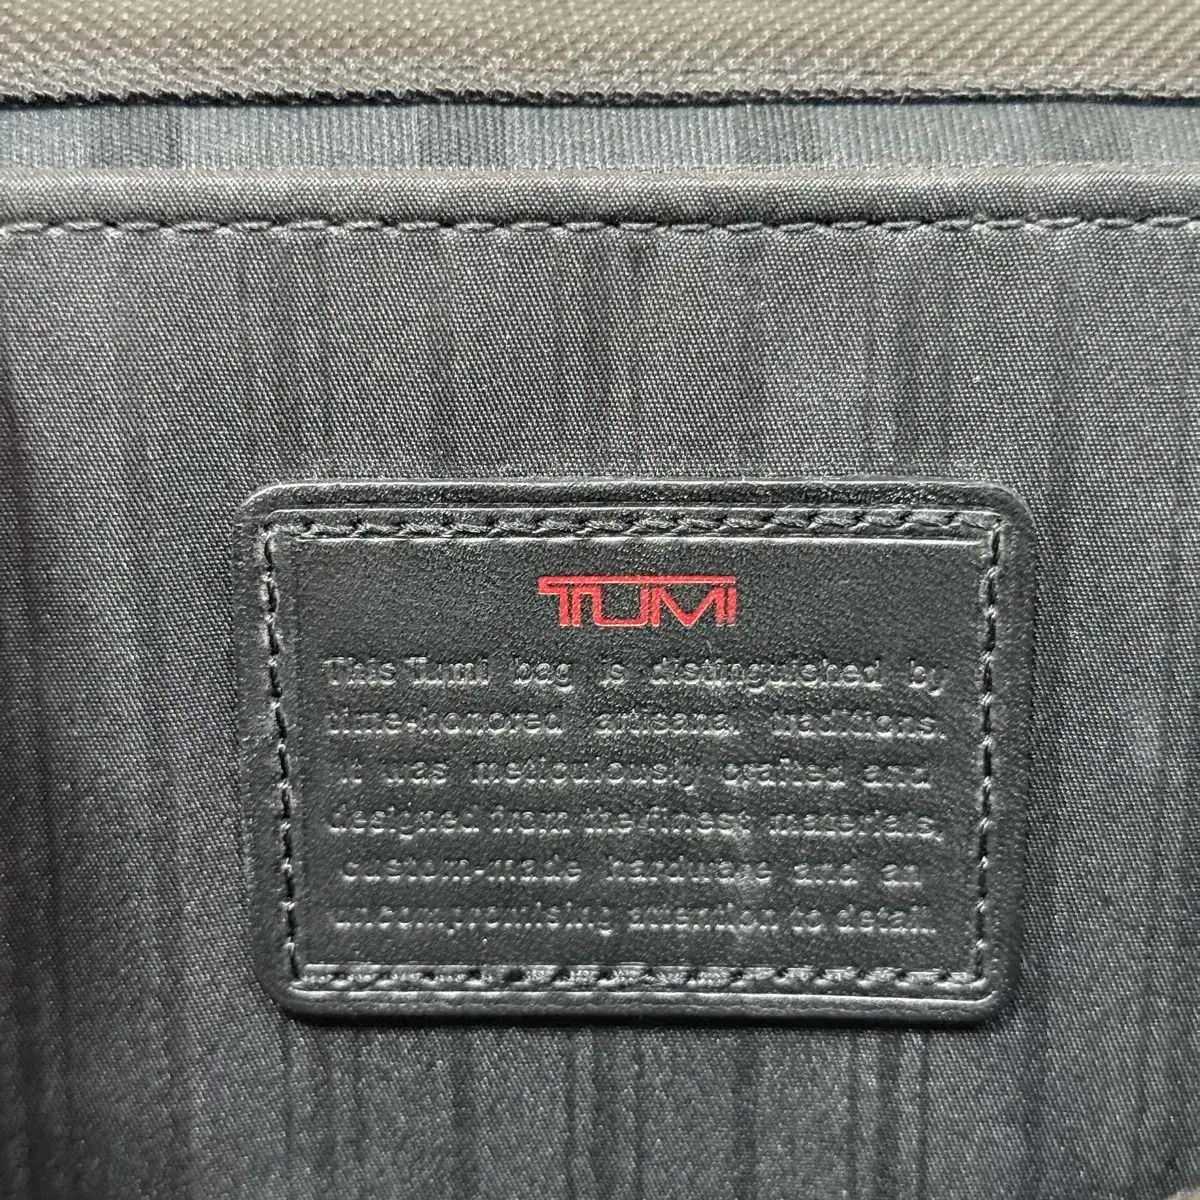 TUMI
This Tumi bag is distinguished by
time-honored artisanal traditions.
It was meticulously crafted and
designed from the finest materials,
custom-made hardware and an
uncompromising attention to detail.